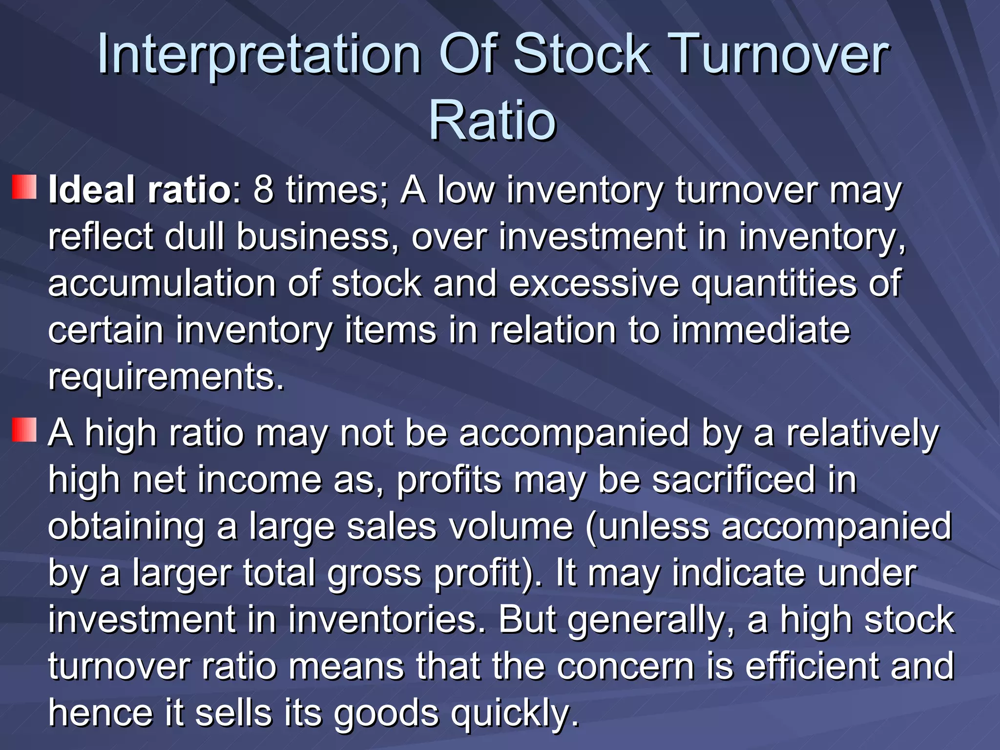 Interpretation Of Stock Turnover
Ratio
Ideal ratio: 8 times; A low inventory turnover may
reflect dull business, over investment in inventory,
accumulation of stock and excessive quantities of
certain inventory items in relation to immediate
requirements.
A high ratio may not be accompanied by a relatively
high net income as, profits may be sacrificed in
obtaining a large sales volume (unless accompanied
by a larger total gross profit). It may indicate under
investment in inventories. But generally, a high stock
turnover ratio means that the concern is efficient and
hence it sells its goods quickly.